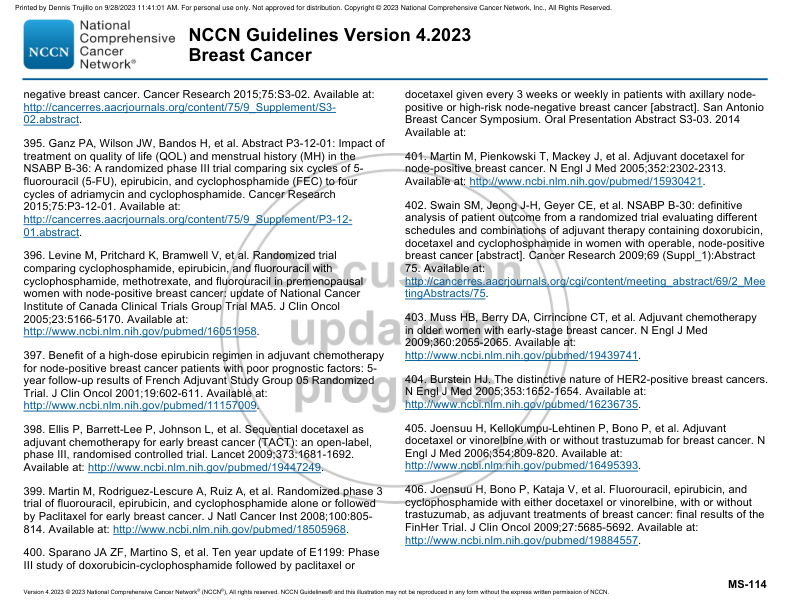 Printed by Dennis Trujillo on 9/28/2023 11:41:01 AM. For personal use only. Not approved for distribution. Copyright © 2023 National Comprehensive Cancer Network, Inc., All Rights Reserved.
NCCN
National
Comprehensive
Cancer
Network®
NCCN Guidelines Version 4.2023
Breast Cancer
negative breast cancer. Cancer Research 2015;75:S3-02. Available at:
http://cancerres.aacrjournals.org/content/75/9_Supplement/S3-
02.abstract.
395. Ganz PA, Wilson JW, Bandos H, et al. Abstract P3-12-01: Impact of
treatment on quality of life (QOL) and menstrual history (MH) in the
NSABP B-36: A randomized phase III trial comparing six cycles of 5-
fluorouracil (5-FU), epirubicin, and cyclophosphamide (FEC) to four
cycles of adriamycin and cyclophosphamide. Cancer Research
2015;75:P3-12-01. Available at:
http://cancerres.aacrjournals.org/content/75/9_Supplement/P3-12-
01.abstract.
396. Levine M, Pritchard K, Bramwell V, et al. Randomized trial
comparing cyclophosphamide, epirubicin, and fluorouracil with
cyclophosphamide, methotrexate, and fluorouracil in premenopausal
women with node-positive breast cancer: update of National Cancer
Institute of Canada Clinical Trials Group Trial MA5. J Clin Oncol
2005;23:5166-5170. Available at:
http://www.ncbi.nlm.nih.gov/pubmed/16051958.
397. Benefit of a high-dose epirubicin regimen in adjuvant chemotherapy
for node-positive breast cancer patients with poor prognostic factors: 5-
year follow-up results of French Adjuvant Study Group 05 Randomized
Trial. J Clin Oncol 2001;19:602-611. Available at:
http://www.ncbi.nlm.nih.gov/pubmed/11157009.
398. Ellis P, Barrett-Lee P, Johnson L, et al. Sequential docetaxel as
adjuvant chemotherapy for early breast cancer (TACT): an open-label,
phase III, randomised controlled trial. Lancet 2009;373:1681-1692.
Available at: http://www.ncbi.nlm.nih.gov/pubmed/19447249.
399. Martin M, Rodriguez-Lescure A, Ruiz A, et al. Randomized phase 3
trial of fluorouracil, epirubicin, and cyclophosphamide alone or followed
by Paclitaxel for early breast cancer. J Natl Cancer Inst 2008;100:805-
814. Available at: http://www.ncbi.nlm.nih.gov/pubmed/18505968.
400. Sparano JA ZF, Martino S, et al. Ten year update of E1199: Phase
III study of doxorubicin-cyclophosphamide followed by paclitaxel or
docetaxel given every 3 weeks or weekly in patients with axillary node-
positive or high-risk node-negative breast cancer [abstract]. San Antonio
Breast Cancer Symposium. Oral Presentation Abstract S3-03. 2014
Available at:
401. Martin M, Pienkowski T, Mackey J, et al. Adjuvant docetaxel for
node-positive breast cancer. N Engl J Med 2005;352:2302-2313.
Available at: http://www.ncbi.nlm.nih.gov/pubmed/15930421.
402. Swain SM, Jeong J-H, Geyer CE, et al. NSABP B-30: definitive
analysis of patient outcome from a randomized trial evaluating different
schedules and combinations of adjuvant therapy containing doxorubicin,
docetaxel and cyclophosphamide in women with operable, node-positive
breast cancer [abstract]. Cancer Research 2009;69 (Suppl_1):Abstract
75. Available at:
http://cancerres.aacrjournals.org/cgi/content/meeting_abstract/69/2_Mee
tingAbstracts/75.
403. Muss HB, Berry DA, Cirrincione CT, et al. Adjuvant chemotherapy
in older women with early-stage breast cancer. N Engl J Med
2009;360:2055-2065. Available at:
http://www.ncbi.nlm.nih.gov/pubmed/19439741.
404. Burstein HJ. The distinctive nature of HER2-positive breast cancers.
N Engl J Med 2005;353:1652-1654. Available at:
http://www.ncbi.nlm.nih.gov/pubmed/16236735.
405. Joensuu H, Kellokumpu-Lehtinen P, Bono P, et al. Adjuvant
docetaxel or vinorelbine with or without trastuzumab for breast cancer. N
Engl J Med 2006;354:809-820. Available at:
http://www.ncbi.nlm.nih.gov/pubmed/16495393.
406. Joensuu H, Bono P, Kataja V, et al. Fluorouracil, epirubicin, and
cyclophosphamide with either docetaxel or vinorelbine, with or without
trastuzumab, as adjuvant treatments of breast cancer: final results of the
FinHer Trial. J Clin Oncol 2009;27:5685-5692. Available at:
http://www.ncbi.nlm.nih.gov/pubmed/19884557.
Discussion
update in
progress
MS-114
Version 4.2023 © 2023 National Comprehensive Cancer Network® (NCCN®), All rights reserved. NCCN Guidelines® and this illustration may not be reproduced in any form without the express written permission of NCCN.